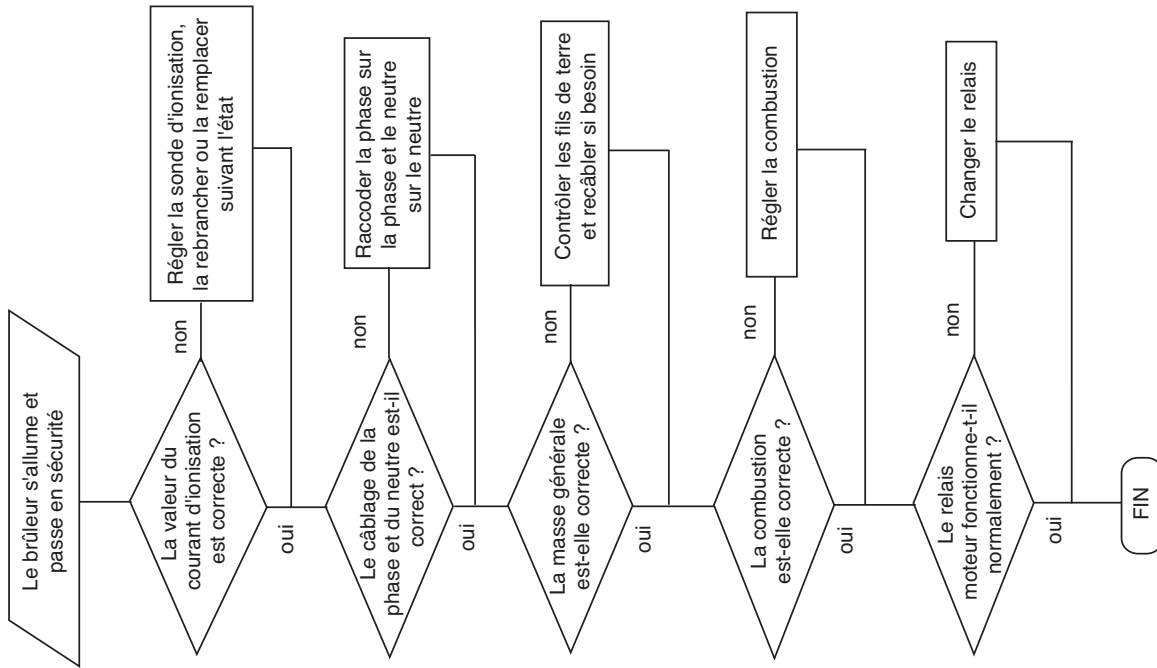 Le brûleur s'allume et
passe en sécurité
La valeur du
courant d'ionisation
est correcte ?
non
Régler la sonde d'ionisation,
la rebrancher ou la remplacer
suivant l'état
oui
Le câblage de la
phase et du neutre est-il
correct ?
non
Raccoder la phase sur
la phase et le neutre
sur le neutre
oui
La masse générale
est-elle correcte ?
non
Contrôler les fils de terre
et recâbler si besoin
oui
La combustion
est-elle correcte ?
non
Régler la combustion
oui
Le relais
moteur fonctionne-t-il
normalement ?
non
Changer le relais
oui
FIN